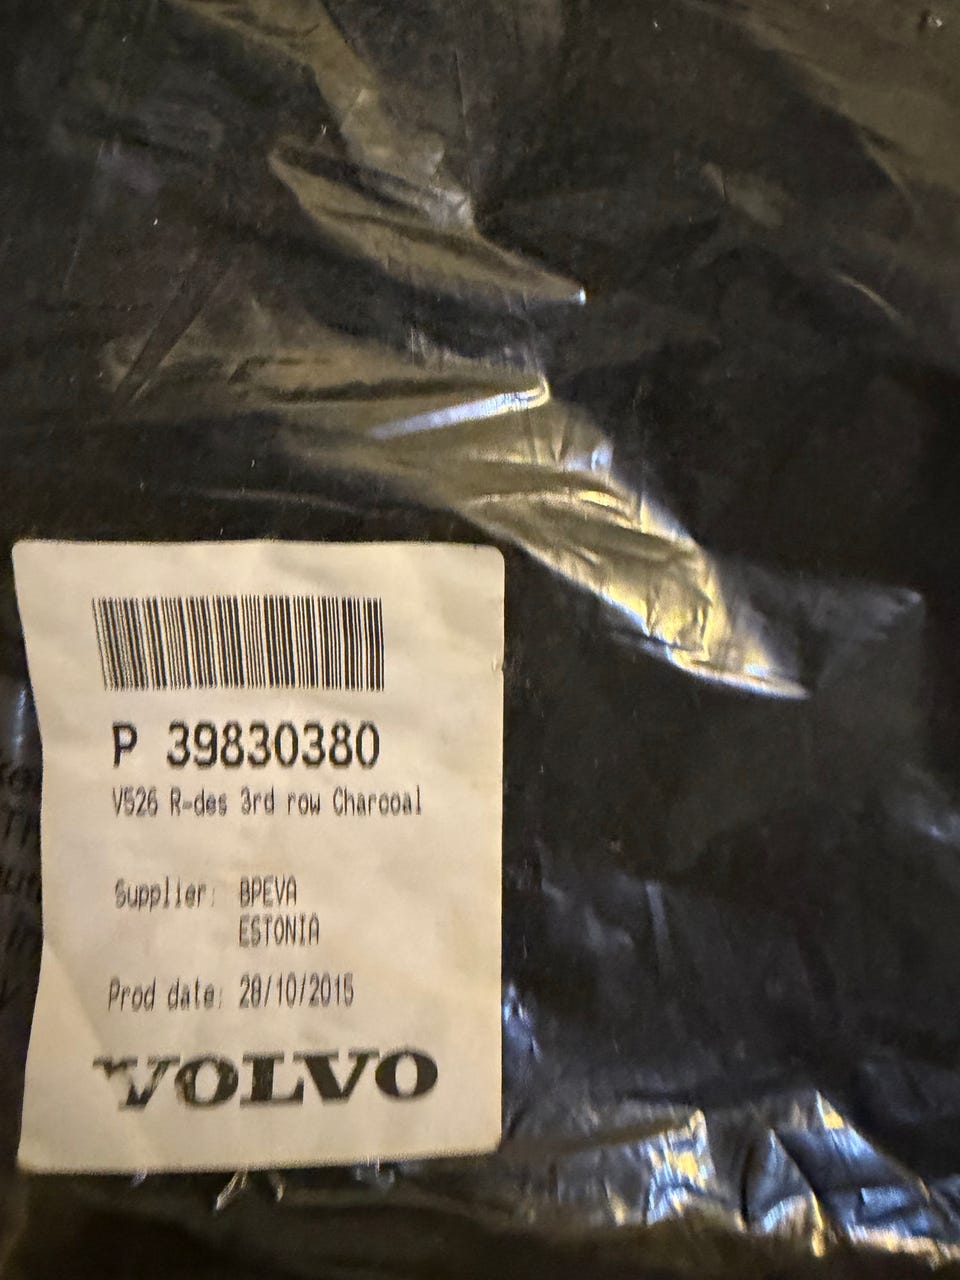 P 39830380
V526 R-des 3rd row Charcoal
Supplier: BPEVA
ESTONIA
Prod date: 28/10/2015
VOLVO